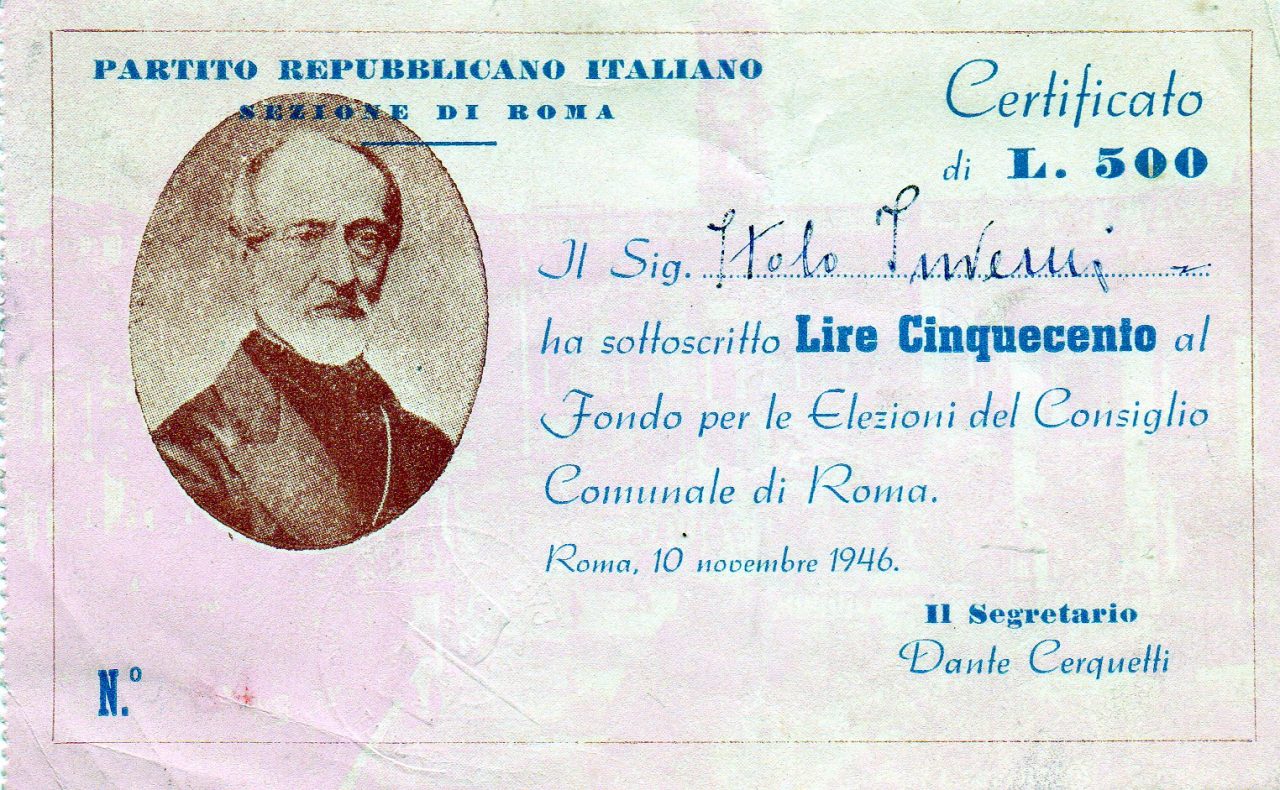 PARTITO REPUBBLICANO ITALIANO
SEZIONE DI ROMA
Certificato
di L. 500
Il Sig. Italo
ha sottoscritto Lire Cinquecento al
Fondo per le Elezioni del Consiglio
Comunale di Roma.
Roma, 10 novembre 1946.
Il Segretario
Dante Cerquetti
N.º